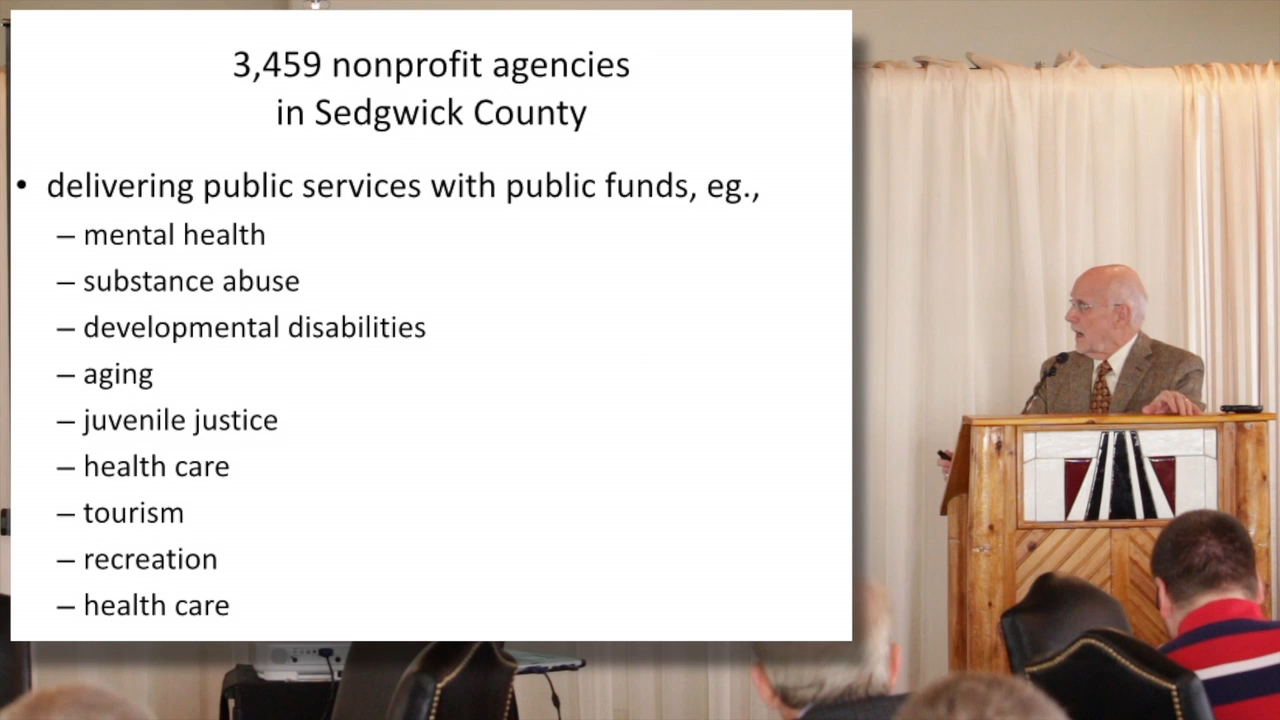 3,459 nonprofit agencies
in Sedgwick County
• delivering public services with public funds, eg.,
– mental health
– substance abuse
– developmental disabilities
– aging
– juvenile justice
– health care
– tourism
– recreation
– health care